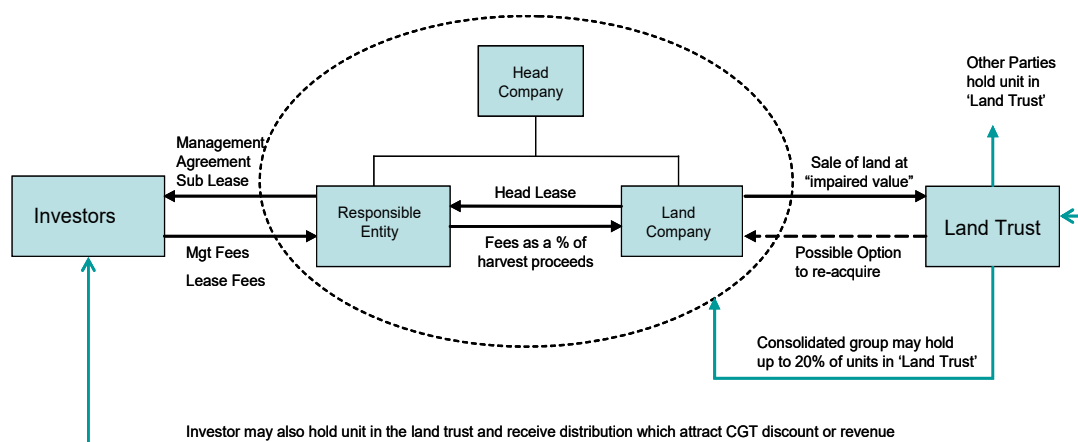 Head
Company
Other Parties
hold unit in
‘Land Trust’
Management
Agreement
Sub Lease
Investors
Mgt Fees
Lease Fees
Responsible
Entity
Head Lease
Fees as a % of
harvest proceeds
Land
Company
Sale of land at
“impaired value”
Possible Option
to re-acquire
Land Trust
Consolidated group may hold
up to 20% of units in ‘Land Trust’
Investor may also hold unit in the land trust and receive distribution which attract CGT discount or revenue